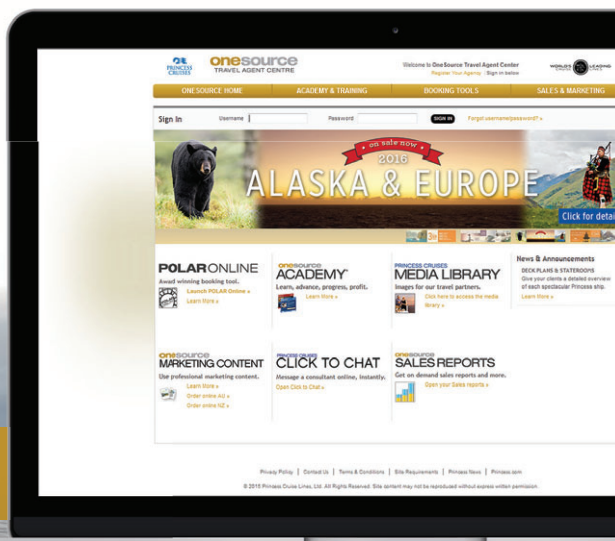 PRINCESS CRUISES
onesource
TRAVEL AGENT CENTRE
Welcome to OneSource Travel Agent Center
Register Your Agency | Sign in below
WORLD'S LEADING CRUISE LINES
ONESOURCE HOME ACADEMY & TRAINING BOOKING TOOLS SALES & MARKETING
Sign In Username Password SIGN IN Forgot username/password? »
• on sale now •
2016
ALASKA & EUROPE
Click for detai
POLAR ONLINE
Award winning booking tool.
Launch POLAR Online »
Learn More »
onesource
ACADEMY
Learn, advance, progress, profit.
Learn More »
PRINCESS CRUISES
MEDIA LIBRARY
Images for our travel partners.
Click here to access the media
library »
News & Announcements
DECK PLANS & STATEROOMS
Give your clients a detailed overview
of each spectacular Princess ship.
Learn More »
onesource
MARKETING CONTENT
Use pofessional marketing content.
Learn More »
Order online AU »
Order online NZ »
PRINCESS CRUISES
CLICK TO CHAT
Message a consultant online, instantly.
Open Click to Chat »
onesource
SALES REPORTS
Get on demand sales reports and more.
Open your Sales reports »
Privacy Policy | Contact Us | Terms & Conditions | Site Requirements | Princess News | Princess.com
© 2015 Princess Cruise Lines, Ltd. All Rights Reserved. Site content may not be reproduced without express written permission.